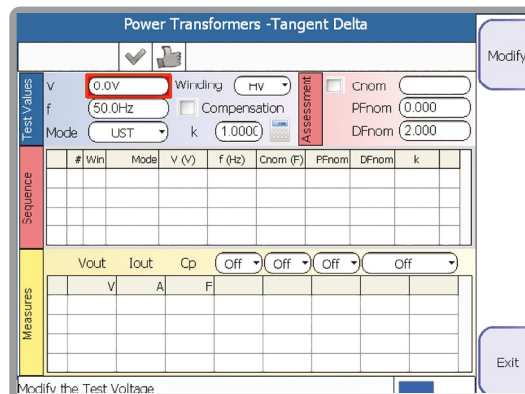 Power Transformers -Tangent Delta
Modify
Test Values
V 0.0V Winding HV
f 50.0Hz Compensation
Mode UST k 1.000
Assessment
Cnom
PFnom 0.000
DFnom 2.000
Sequence
# Win Mode V (V) f (Hz) Cnom (F) PFnom DFnom k
Measures
Vout Iout Cp Off Off Off Off
V A F
Exit
Modify the Test Voltage